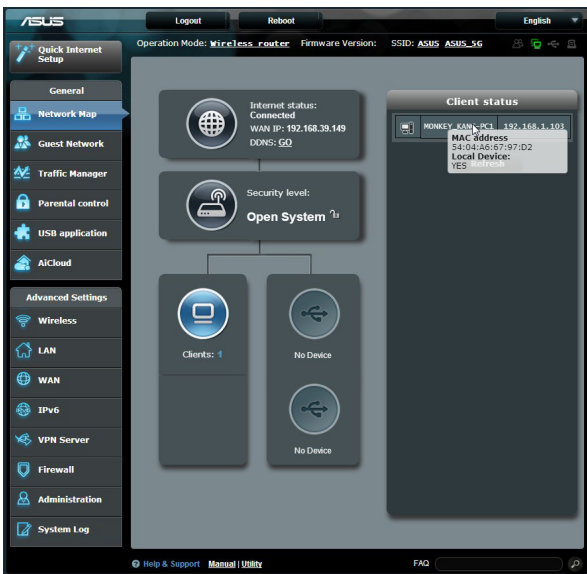 ASUS
Logout
Reboot
English
Quick Internet
Setup
Operation Mode: Wireless router Firmware Version: SSID: ASUS ASUS_5G
General
Network Map
Guest Network
Traffic Manager
Parental control
USB application
AiCloud
Advanced Settings
Wireless
LAN
WAN
IPv6
VPN Server
Firewall
Administration
System Log
Internet status:
Connected
WAN IP: 192.168.39.149
DDNS: GO
Security level:
Open System
Clients: 1
No Device
No Device
Client status
192.168.1.103
MAC address
54:04:A6:67:97:D2
Local Device:
YES
Help & Support Manual | Utility
FAQ